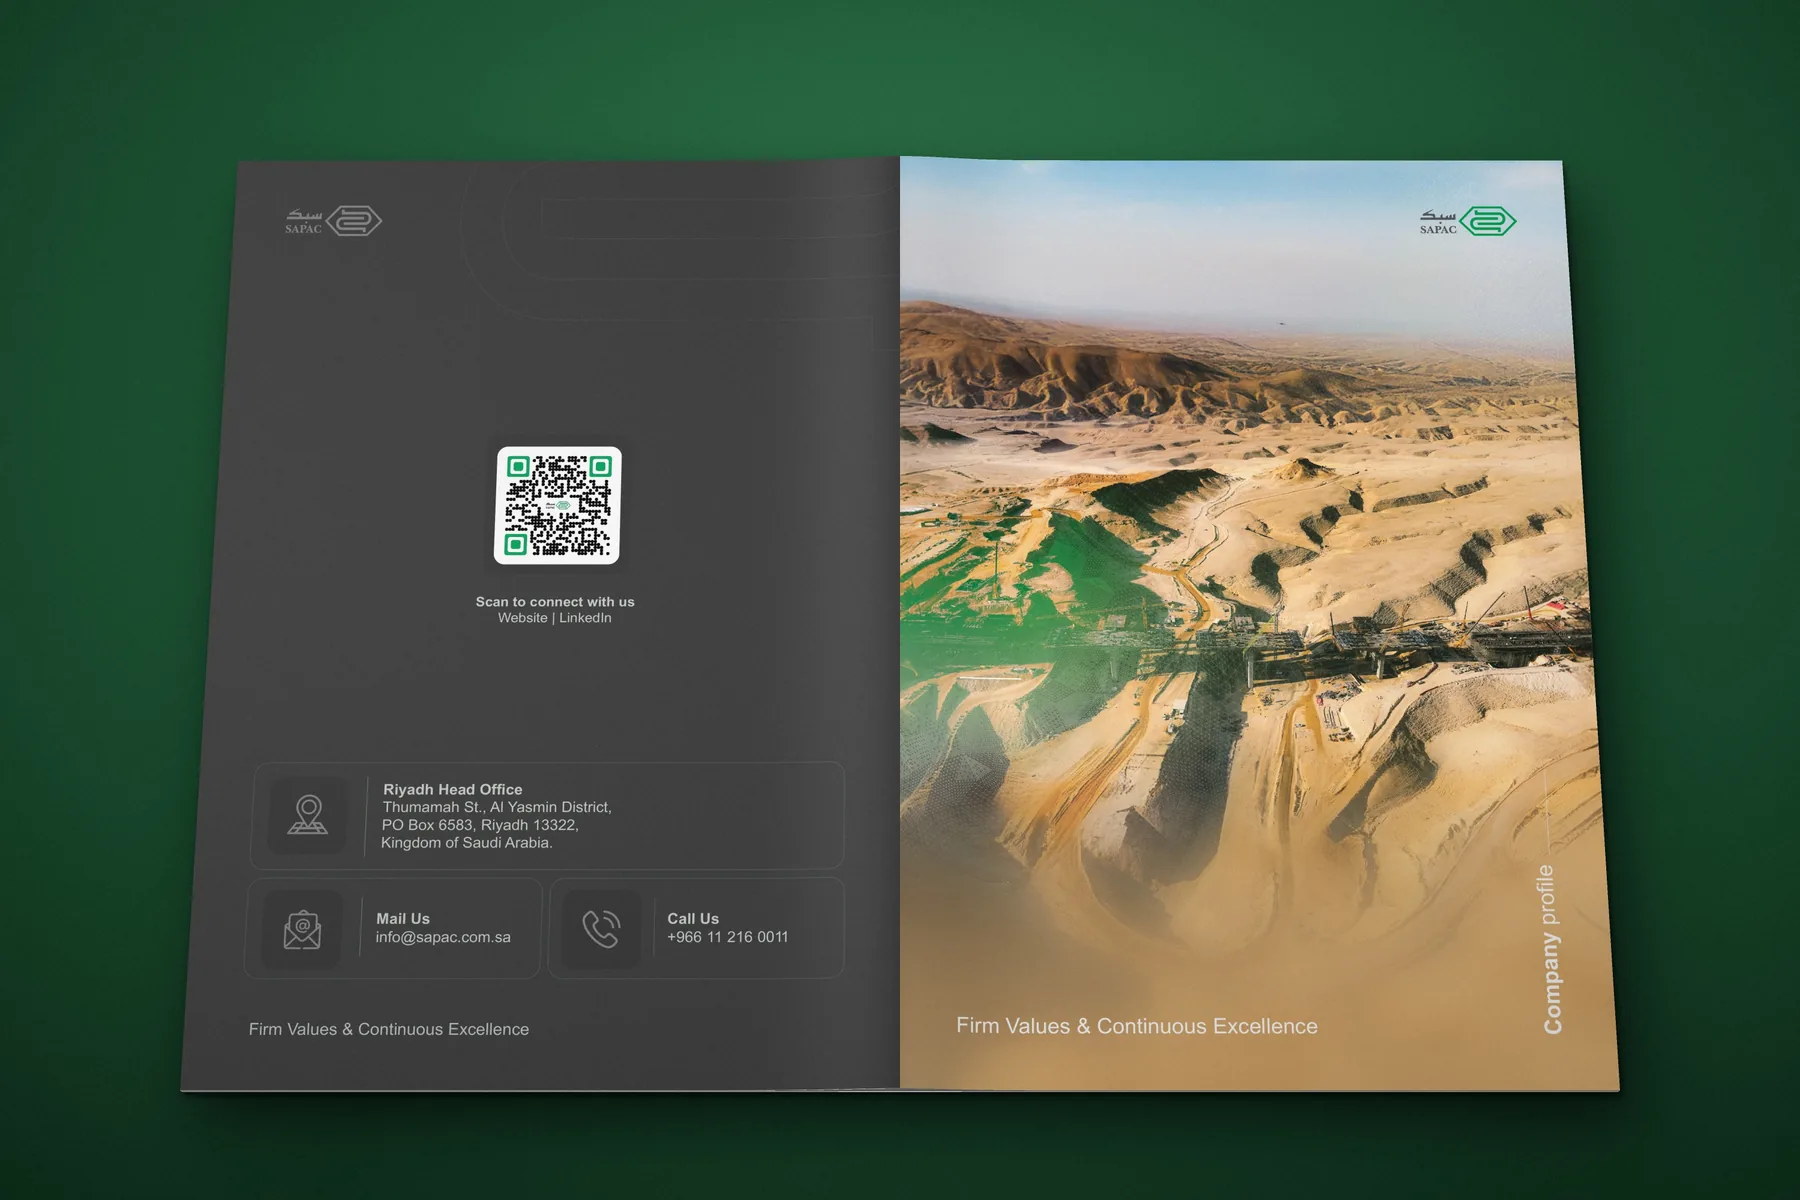 سبك
SAPAC
Scan to connect with us
Website | LinkedIn
Riyadh Head Office
Thumamah St., Al Yasmin District,
PO Box 6583, Riyadh 13322,
Kingdom of Saudi Arabia.
Mail Us
info@sapac.com.sa
Call Us
+966 11 216 0011
Firm Values & Continuous Excellence
سبك
SAPAC
Company profile
Firm Values & Continuous Excellence